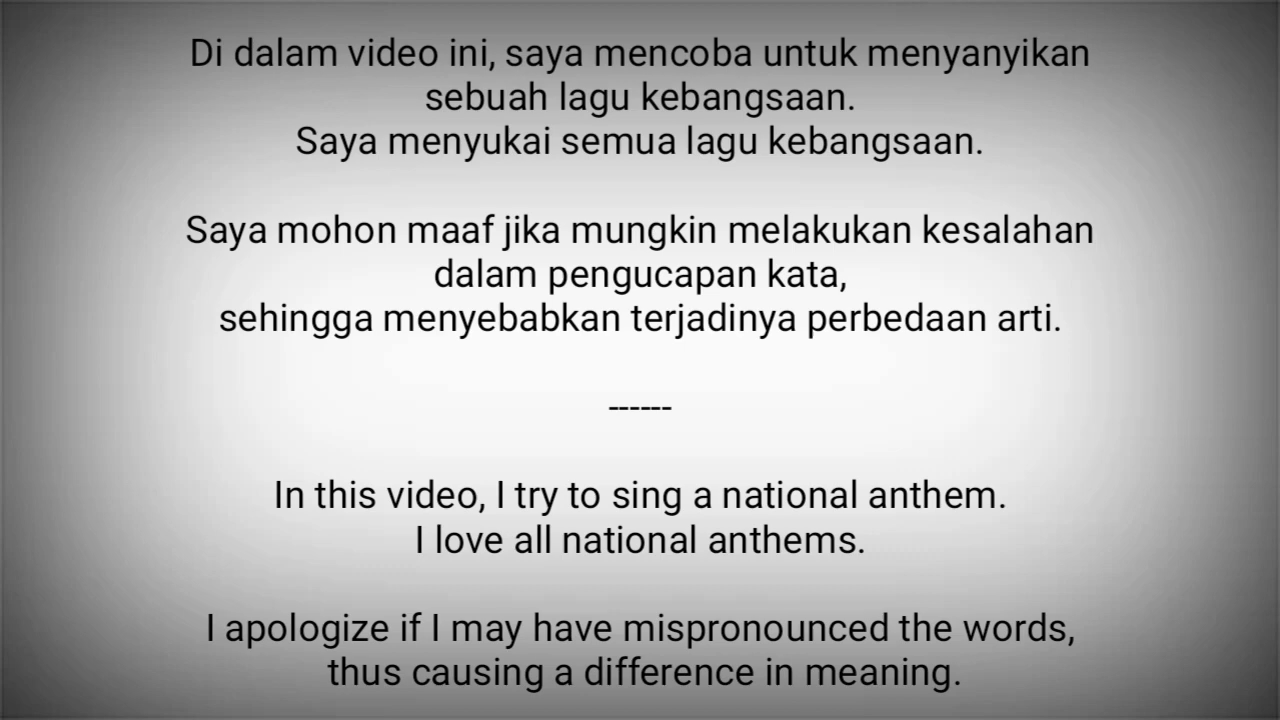 Di dalam video ini, saya mencoba untuk menyanyikan
sebuah lagu kebangsaan.
Saya menyukai semua lagu kebangsaan.
Saya mohon maaf jika mungkin melakukan kesalahan
dalam pengucapan kata,
sehingga menyebabkan terjadinya perbedaan arti.
------
In this video, I try to sing a national anthem.
I love all national anthems.
I apologize if I may have mispronounced the words,
thus causing a difference in meaning.